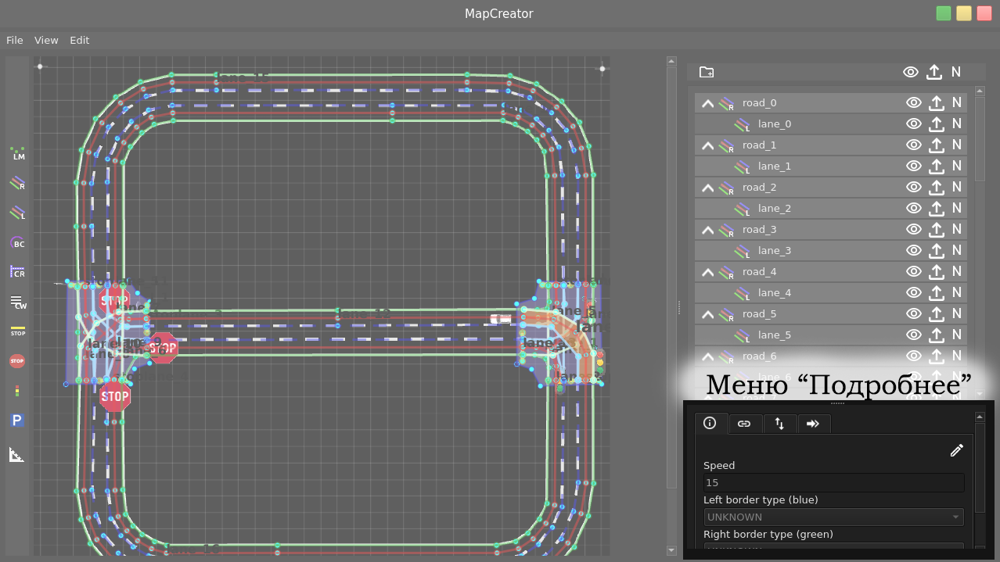 MapCreator
File View Edit
lane_15
LM
R
L
BC
CR
CW
STOP
STOP
P
STOP
STOP
STOP
lane_12
N
road_0 N
lane_0 N
road_1 N
lane_1 N
road_2 N
lane_2 N
road_3 N
lane_3 N
road_4 N
lane_4 N
road_5 N
lane_5 N
road_6 N
Меню “Подробнее”
Speed
15
Left border type (blue)
UNKNOWN
Right border type (green)